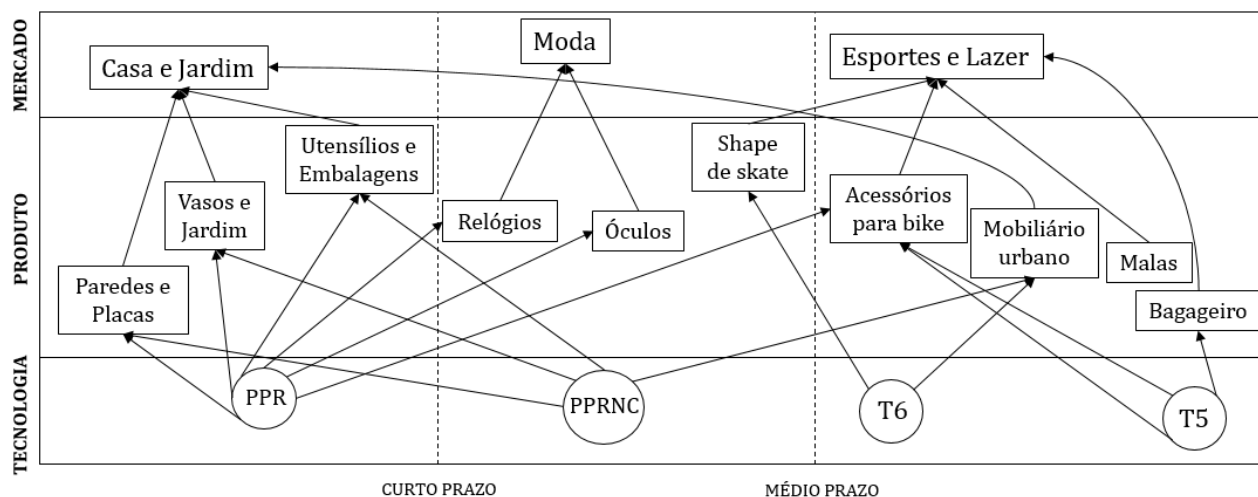 MERCADO
Casa e Jardim
Moda
Esportes e Lazer
PRODUTO
Utensílios e
Embalagens
Shape
de skate
Vasos e
Jardim
Relógios
Óculos
Acessórios
para bike
Mobiliário
urbano
Malas
Paredes e
Placas
Bagageiro
TECNOLOGIA
PPR
PPRNC
T6
T5
CURTO PRAZO
MÉDIO PRAZO